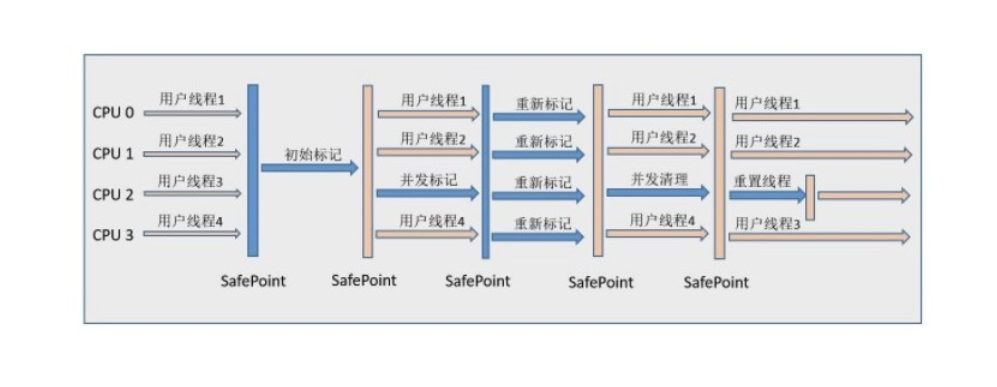 CPU 0 用户线程1 用户线程1 重新标记 用户线程1 用户线程1
CPU 1 用户线程2 初始标记 用户线程2 重新标记 用户线程2 用户线程2
CPU 2 用户线程3 并发标记 重新标记 并发清理 重置线程
CPU 3 用户线程4 用户线程4 重新标记 用户线程4 用户线程3
SafePoint SafePoint SafePoint SafePoint SafePoint